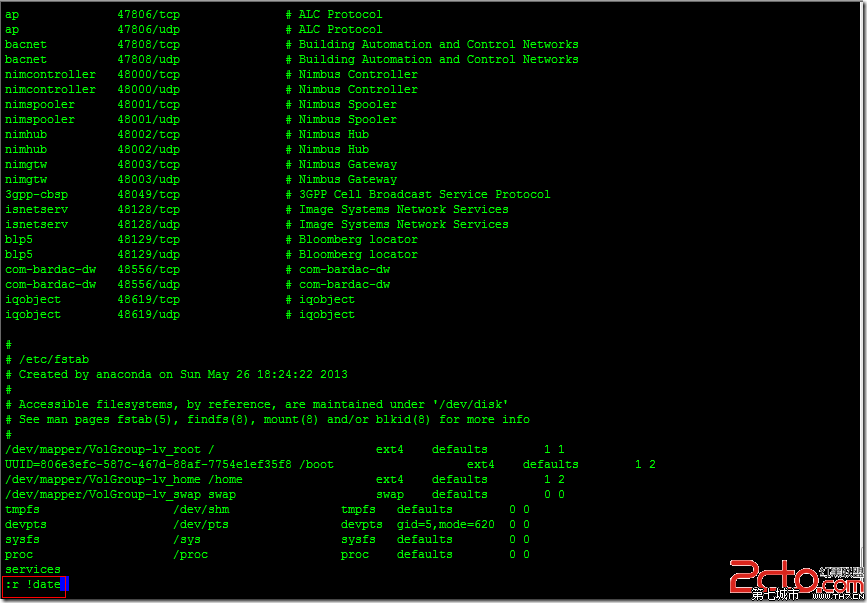 ap              47806/tcp               # ALC Protocol
ap              47806/udp               # ALC Protocol
bacnet          47808/tcp               # Building Automation and Control Networks
bacnet          47808/udp               # Building Automation and Control Networks
nimcontroller   48000/tcp               # Nimbus Controller
nimcontroller   48000/udp               # Nimbus Controller
nimspooler      48001/tcp               # Nimbus Spooler
nimspooler      48001/udp               # Nimbus Spooler
nimhub          48002/tcp               # Nimbus Hub
nimhub          48002/udp               # Nimbus Hub
nimgtw          48003/tcp               # Nimbus Gateway
nimgtw          48003/udp               # Nimbus Gateway
3gpp-cbsp       48049/tcp               # 3GPP Cell Broadcast Service Protocol
isnetserv       48128/tcp               # Image Systems Network Services
isnetserv       48128/udp               # Image Systems Network Services
blp5            48129/tcp               # Bloomberg locator
blp5            48129/udp               # Bloomberg locator
com-bardac-dw   48556/tcp               # com-bardac-dw
com-bardac-dw   48556/udp               # com-bardac-dw
iqobject        48619/tcp               # iqobject
iqobject        48619/udp               # iqobject
#
# /etc/fstab
# Created by anaconda on Sun May 26 18:24:22 2013
#
# Accessible filesystems, by reference, are maintained under '/dev/disk'
# See man pages fstab(5), findfs(8), mount(8) and/or blkid(8) for more info
#
/dev/mapper/VolGroup-lv_root /                       ext4    defaults        1 1
UUID=806e3efc-587c-467d-88af-7754e1ef35f8 /boot                   ext4    defaults        1 2
/dev/mapper/VolGroup-lv_home /home                   ext4    defaults        1 2
/dev/mapper/VolGroup-lv_swap swap                    swap    defaults        0 0
tmpfs                   /dev/shm                tmpfs   defaults        0 0
devpts                  /dev/pts                devpts  gid=5,mode=620  0 0
sysfs                   /sys                    sysfs   defaults        0 0
proc                    /proc                   proc    defaults        0 0
services
:r !date
2cto.com
第七城市 WWW.TH7.CN